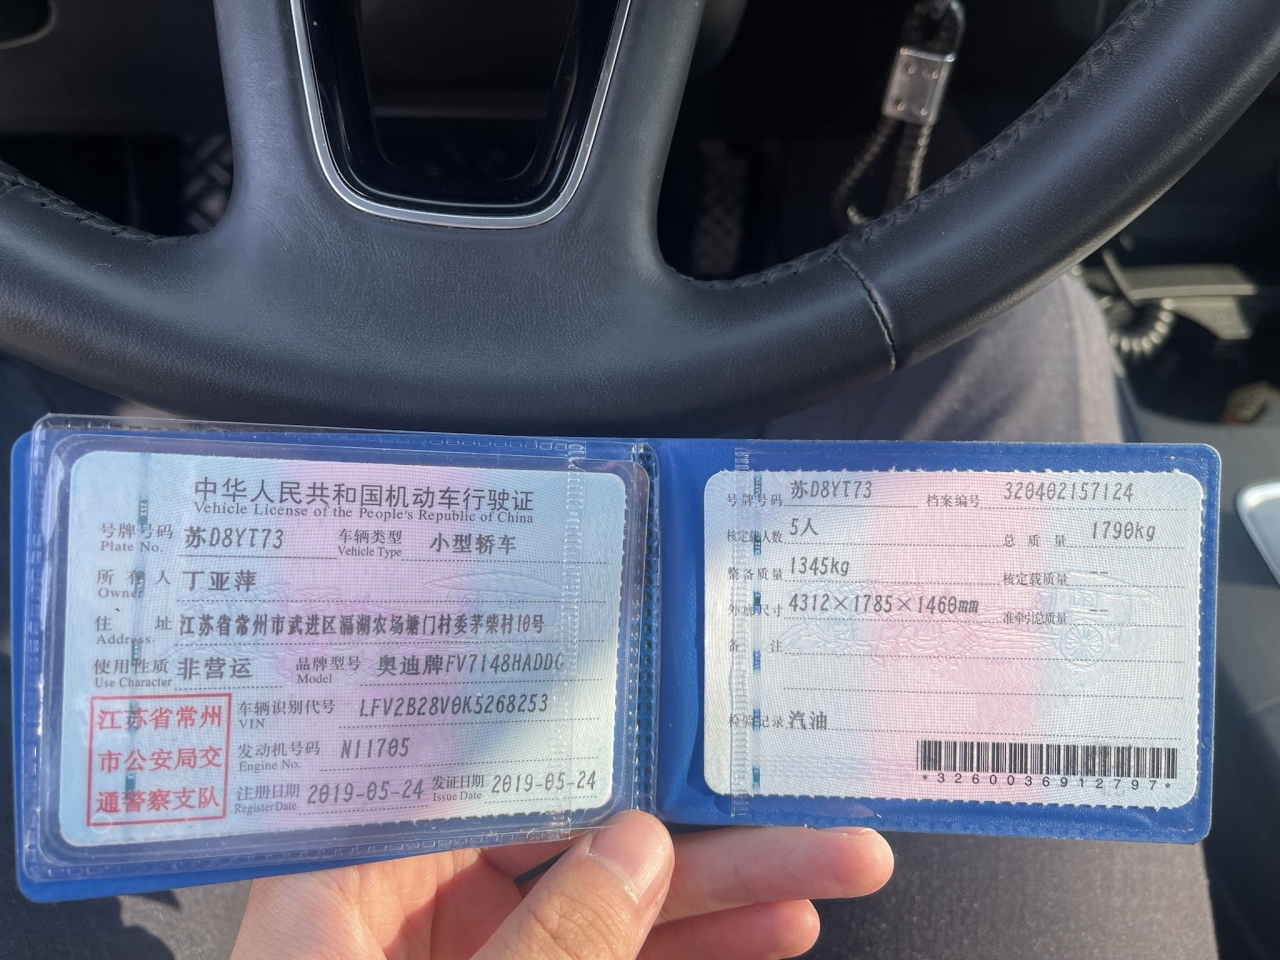 中华人民共和国机动车行驶证
Vehicle License of the People's Republic of China
号牌号码 苏D8YT73 车辆类型 小型轿车
Plate No. Vehicle Type
所有人 丁亚萍
Owner
住址 江苏省常州市武进区滆湖农场塘门村委茅柴村10号
Address
使用性质 非营运 品牌型号 奥迪牌FV7148HADDG
Use Character Model
江苏省常州
市公安局交
通警察支队
车辆识别代号 LFV2B28V0K5268253
VIN
发动机号码 N11705
Engine No.
注册日期 2019-05-24 发证日期 2019-05-24
Register Date Issue Date
号牌号码 苏D8YT73 档案编号 320402157124
核定载人数 5人 总质量 1790kg
整备质量 1345kg 核定载质量 --
外廓尺寸 4312×1785×1460mm 准牵引总质量 --
备注
检验记录 汽油
*3260036912797*